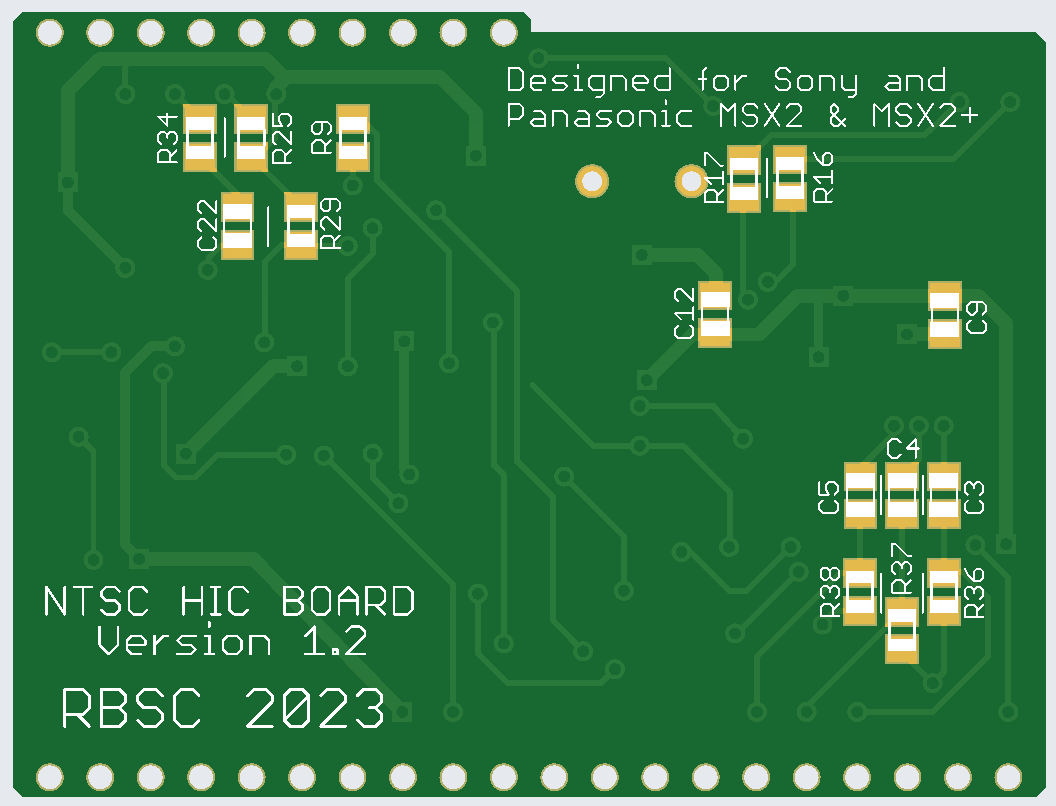 Designed for Sony and
Panasonic MSX2 & MSX2+
R34
R25
R9
R17
R16
C22
R29
C12
C9
C4
C5
C3
R37
R38
R36
NTSC HIC BOARD
Version 1.2
RBSC 2023